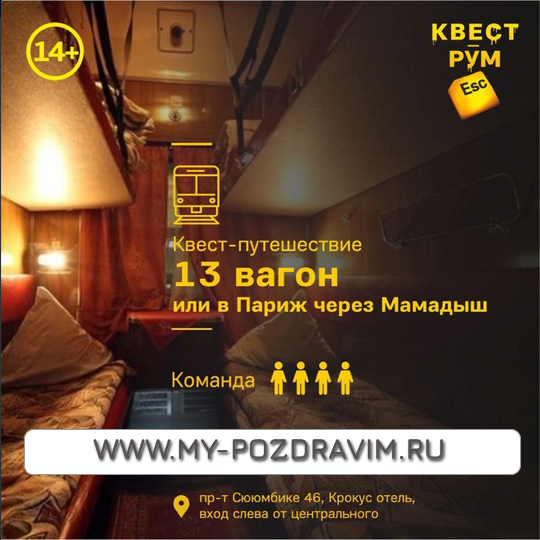 14+
КВЕСТ
РУМ
Esc
Квест-путешествие
13 вагон
или в Париж через Мамадыш
Команда
WWW.MY-POZDRAVIM.RU
пр-т Сююмбике 46, Крокус отель,
вход слева от центрального